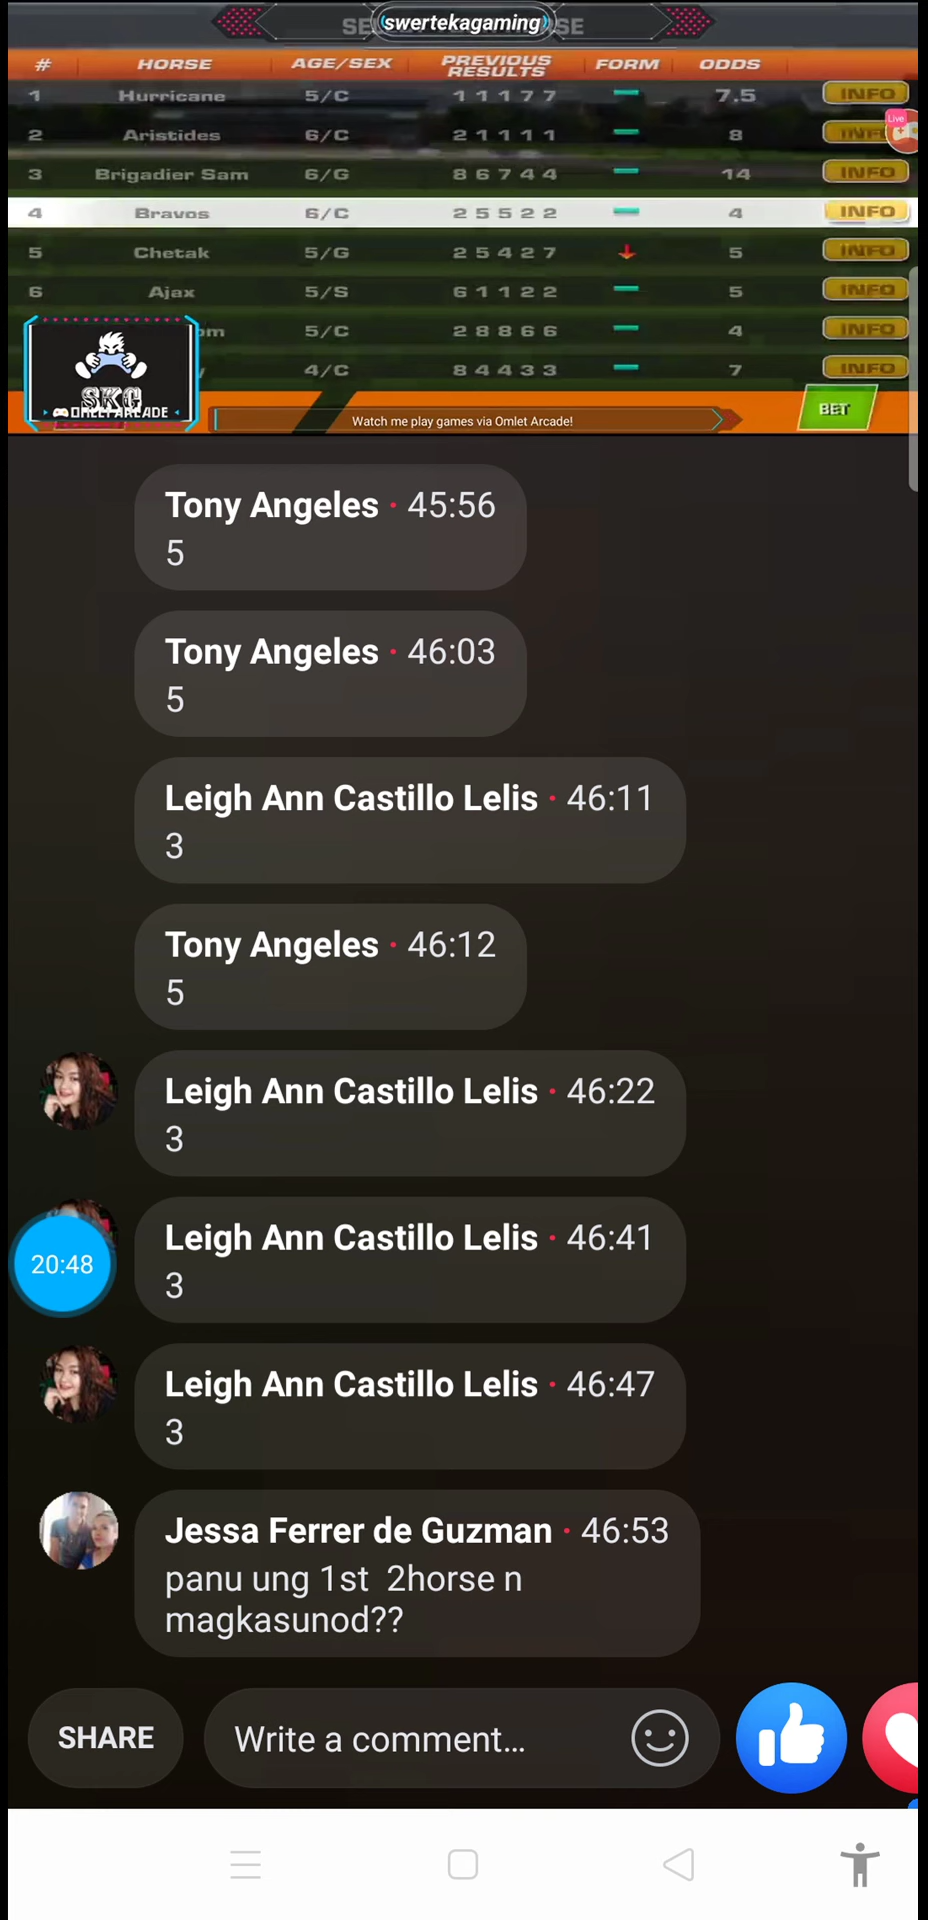 SE swertekagaming SE
# HORSE AGE/SEX PREVIOUS RESULTS FORM ODDS
1 Hurricane 5/C 1 1 1 7 7 7.5 INFO
Live
2 Aristides 6/C 2 1 1 1 1 8 INFO
3 Brigadier Sam 6/G 8 6 7 4 4 14 INFO
4 Bravos 6/C 2 5 5 2 2 4 INFO
5 Chetak 5/G 2 5 4 2 7 5 INFO
6 Ajax 5/S 6 1 1 2 2 5 INFO
om 5/C 2 8 8 6 6 4 INFO
4/C 8 4 4 3 3 7 INFO
SKG
OMLET ARCADE
Watch me play games via Omlet Arcade!
BET
Tony Angeles • 45:56
5
Tony Angeles • 46:03
5
Leigh Ann Castillo Lelis • 46:11
3
Tony Angeles • 46:12
5
Leigh Ann Castillo Lelis • 46:22
3
Leigh Ann Castillo Lelis • 46:41
3
20:48
Leigh Ann Castillo Lelis • 46:47
3
Jessa Ferrer de Guzman • 46:53
panu ung 1st 2horse n
magkasunod??
SHARE
Write a comment...